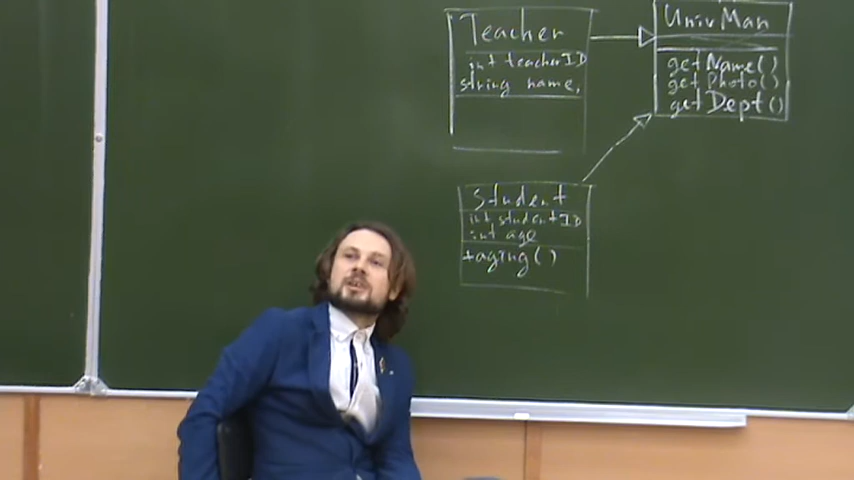 Teacher
int teacherID
string name,
UnivMan
getName()
getPhoto()
getDept()
Student
int studentID
int age
+aging()